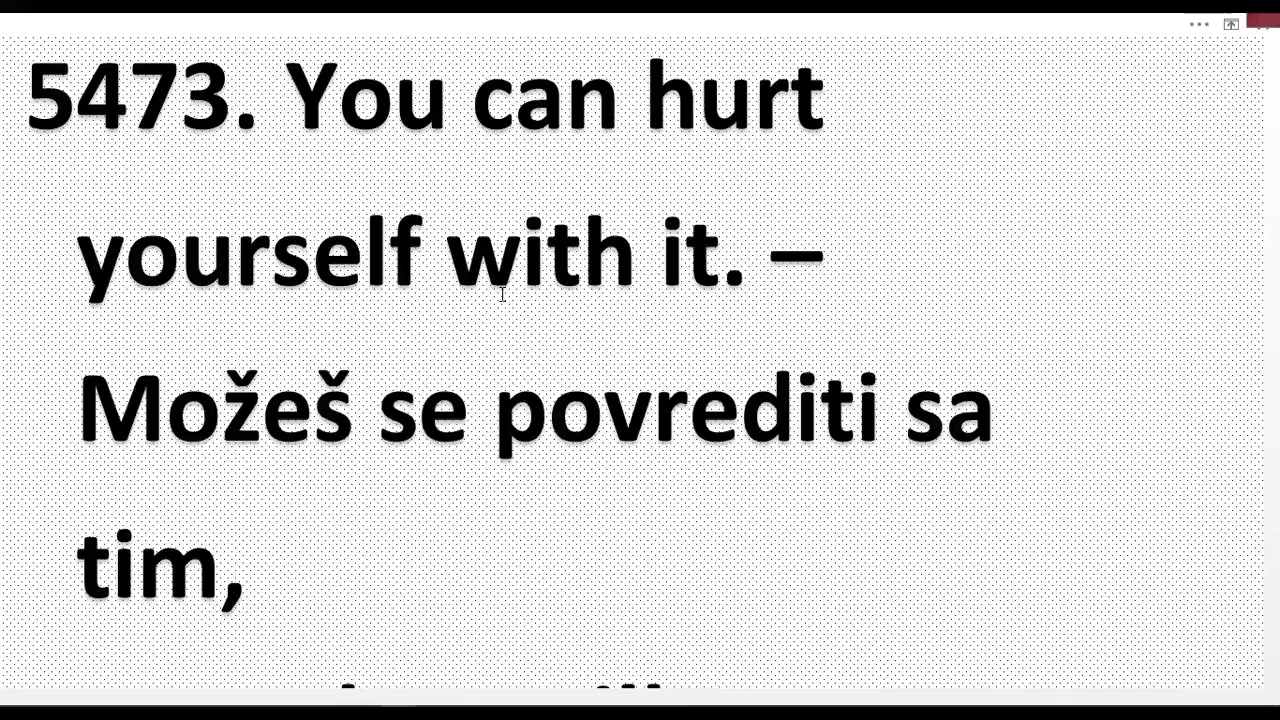 5473. You can hurt
yourself with it. –
Možeš se povrediti sa
tim,